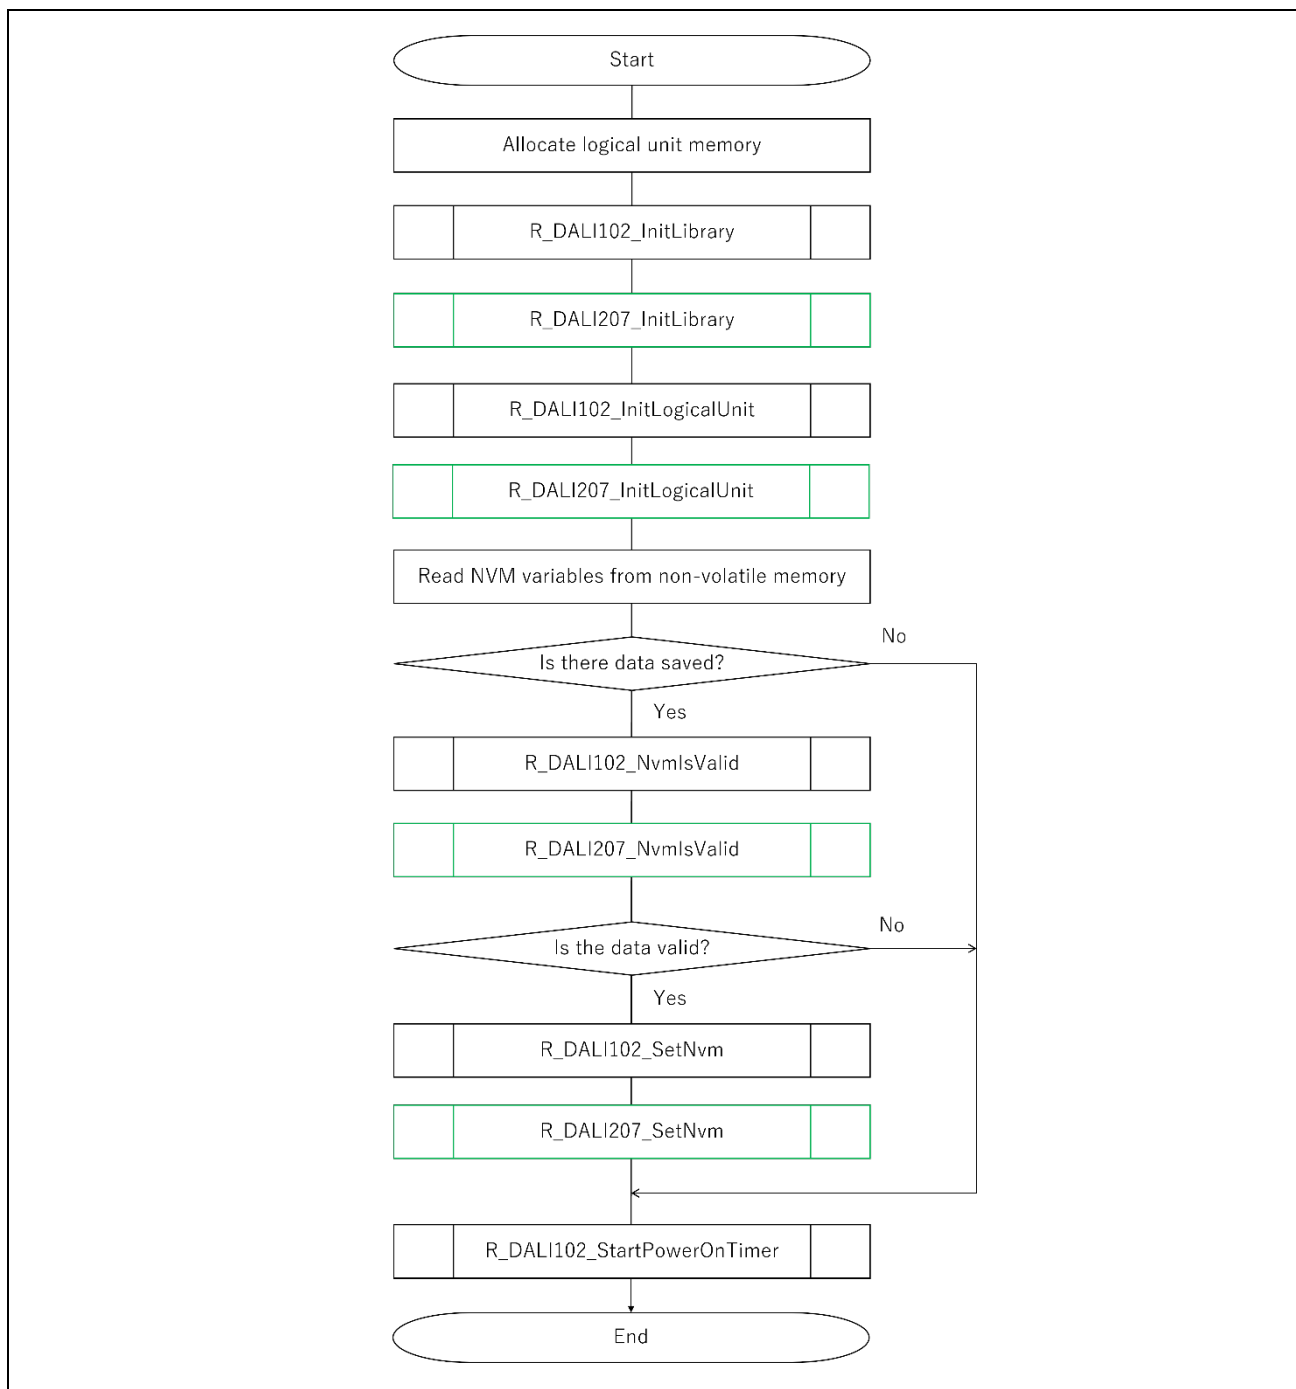 Start
Allocate logical unit memory
R_DALI102_InitLibrary
R_DALI207_InitLibrary
R_DALI102_InitLogicalUnit
R_DALI207_InitLogicalUnit
Read NVM variables from non-volatile memory
No
Is there data saved?
Yes
R_DALI102_NvmIsValid
R_DALI207_NvmIsValid
No
Is the data valid?
Yes
R_DALI102_SetNvm
R_DALI207_SetNvm
R_DALI102_StartPowerOnTimer
End